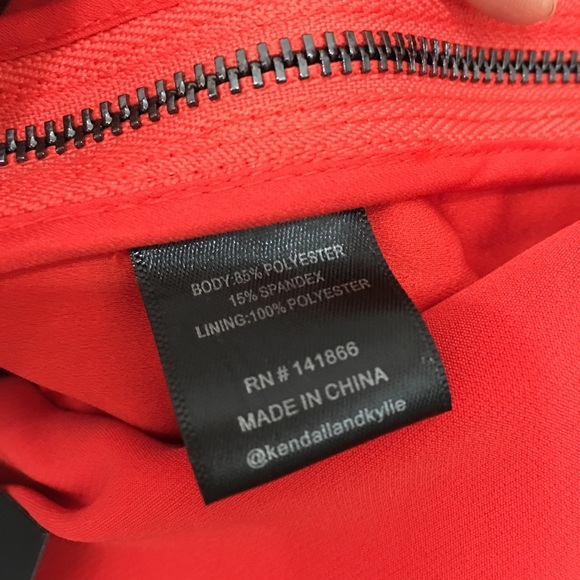 BODY:85% POLYESTER
15% SPANDEX
LINING:100% POLYESTER
RN # 141866
MADE IN CHINA
@kendallandkylie